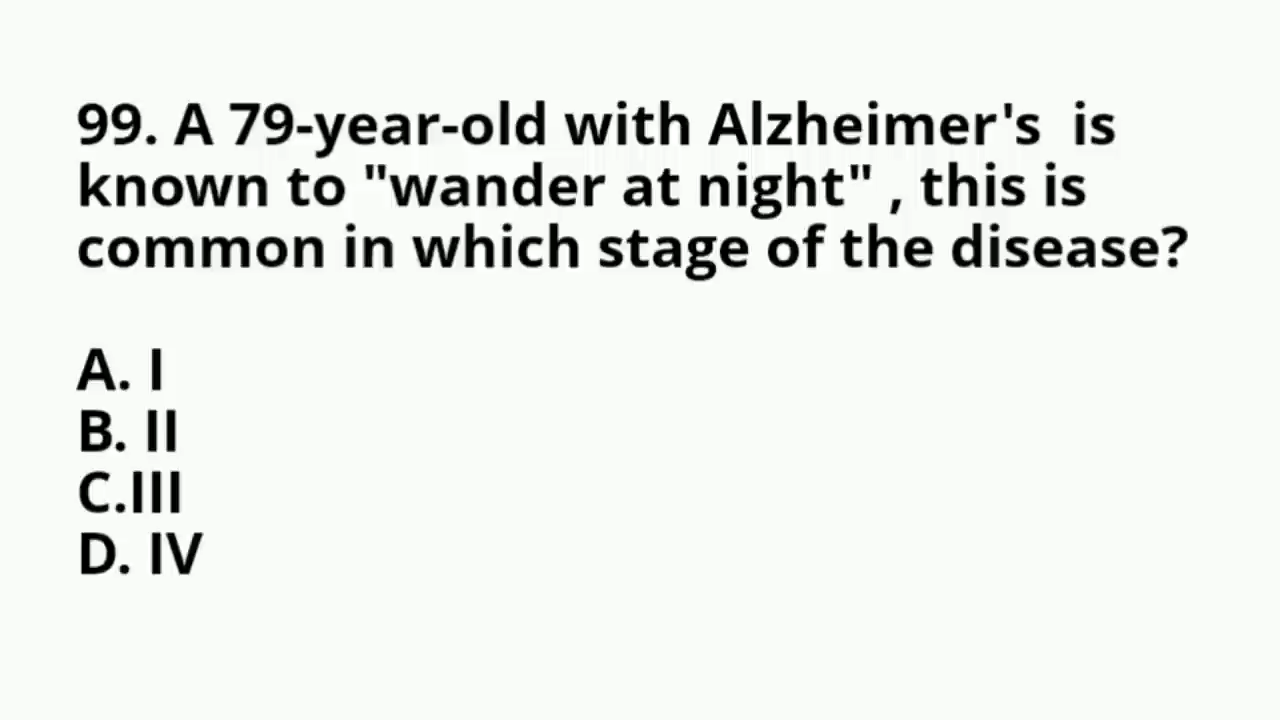 99. A 79-year-old with Alzheimer's  is
known to "wander at night" , this is
common in which stage of the disease?
A. I
B. II
C.III
D. IV